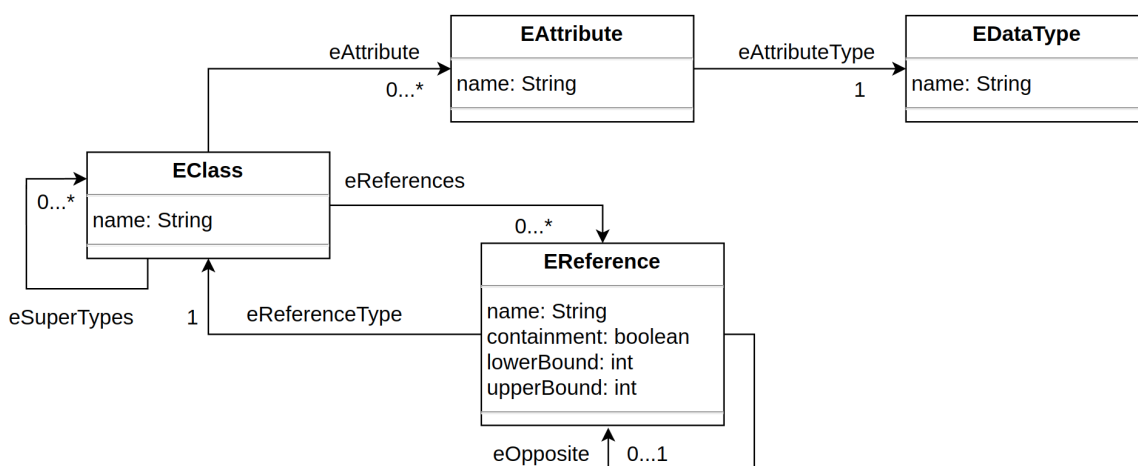 EAttribute
EDataType
eAttribute
eAttributeType
name: String
name: String
0...*
1
EClass
eReferences
0...*
name: String
0...*
EReference
name: String
eSuperTypes
1
eReferenceType
containment: boolean
lowerBound: int
upperBound: int
eOpposite
0...1